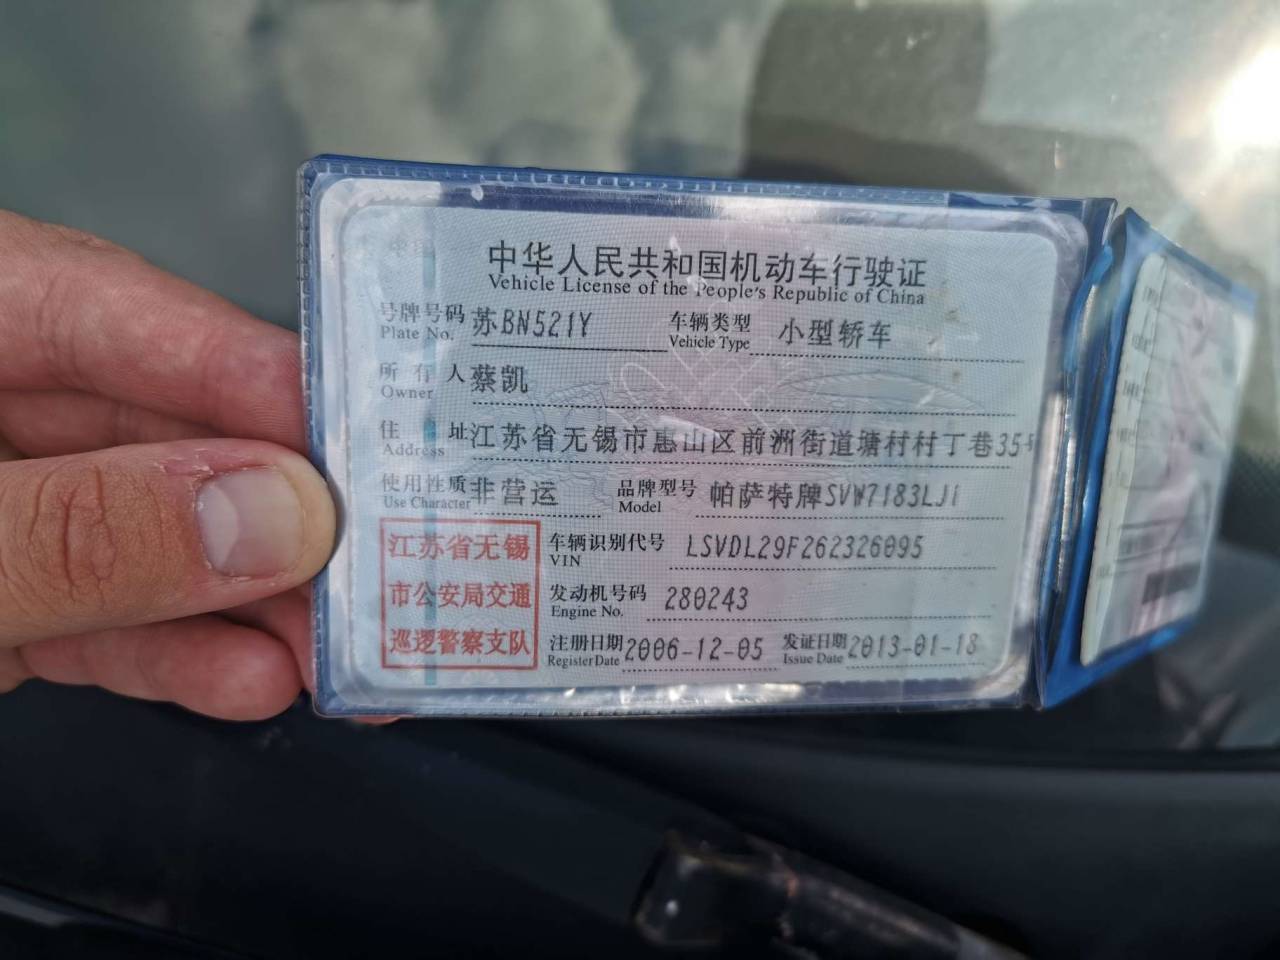 中华人民共和国机动车行驶证
Vehicle License of the People's Republic of China
号牌号码 苏BN521Y 车辆类型 小型轿车
Plate No. Vehicle Type
所有人 蔡凯
Owner
住址 江苏省无锡市惠山区前洲街道塘村村丁巷35
Address
使用性质 非营运 品牌型号 帕萨特牌SVW7183LJ1
Use Character Model
江苏省无锡
市公安局交通
巡逻警察支队
车辆识别代号 LSVDL29F262326095
VIN
发动机号码 280243
Engine No.
注册日期 2006-12-05 发证日期 2013-01-18
Register Date Issue Date